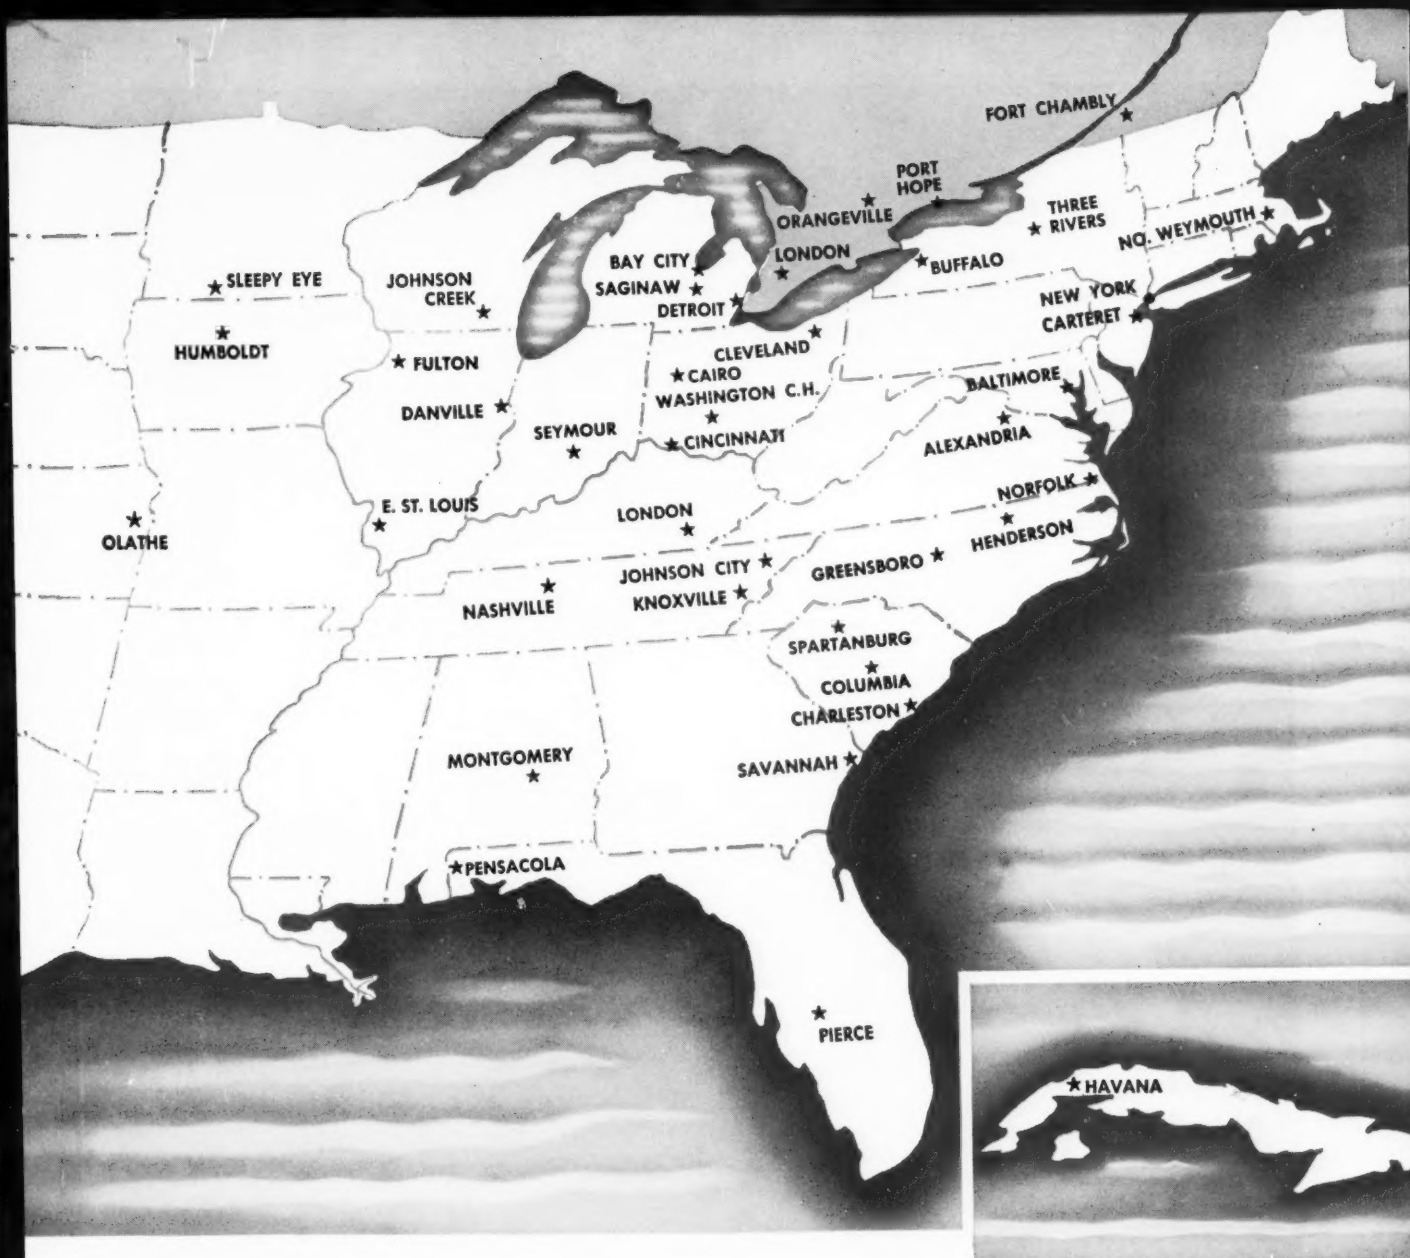 FORT CHAMBLY
PORT
HOPE
ORANGEVILLE
THREE
RIVERS
NO. WEYMOUTH
LONDON
BUFFALO
BAY CITY
SAGINAW
DETROIT
SLEEPY EYE
JOHNSON
CREEK
NEW YORK
CARTERET
HUMBOLDT
FULTON
CLEVELAND
CAIRO
WASHINGTON C.H.
BALTIMORE
DANVILLE
SEYMOUR
CINCINNATI
ALEXANDRIA
E. ST. LOUIS
LONDON
NORFOLK
HENDERSON
OLATHE
JOHNSON CITY
GREENSBORO
NASHVILLE
KNOXVILLE
SPARTANBURG
COLUMBIA
CHARLESTON
MONTGOMERY
SAVANNAH
PENSACOLA
PIERCE
HAVANA